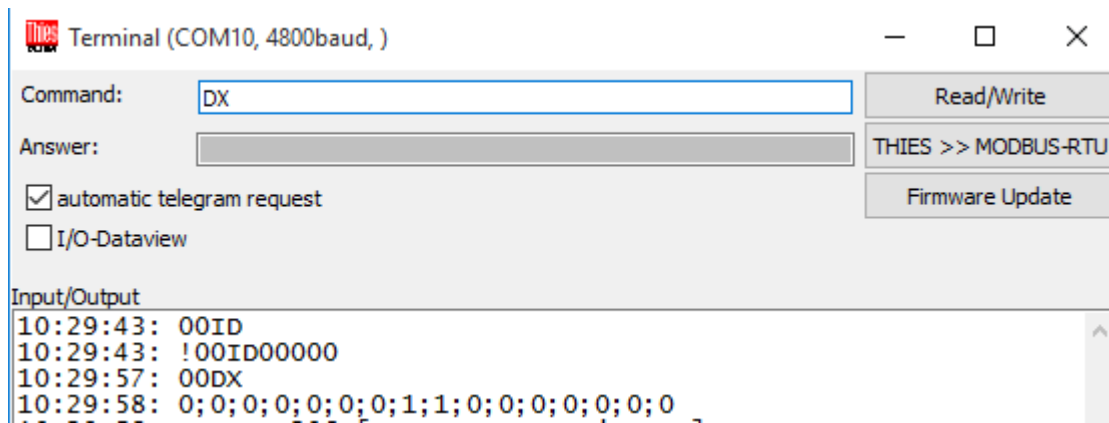 Thies
Terminal (COM10, 4800baud, )
Command:
DX
Read/Write
Answer:
THIES >> MODBUS-RTU
automatic telegram request
Firmware Update
I/O-Dataview
Input/Output
10:29:43: 00ID
10:29:43: !00ID00000
10:29:57: 00DX
10:29:58: 0;0;0;0;0;0;0;1;1;0;0;0;0;0;0;0